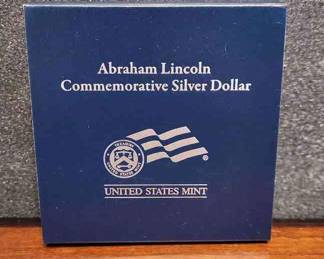 Abraham Lincoln
Commemorative Silver Dollar
UNITED STATES MINT